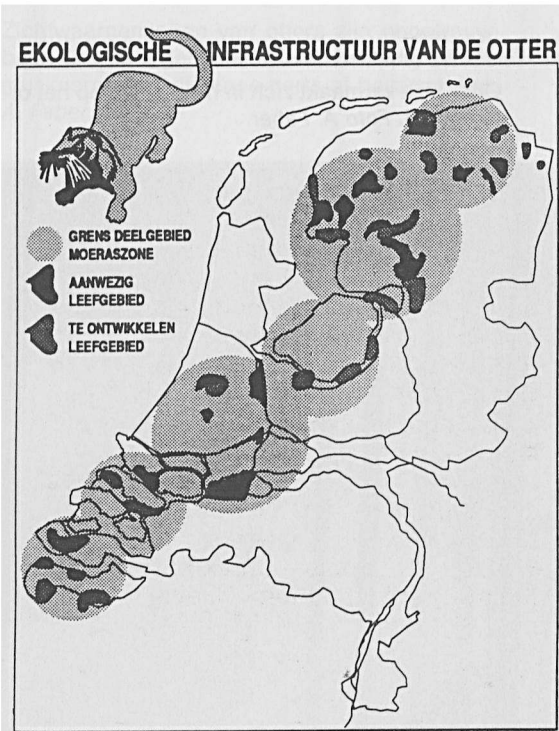 EKOLOGISCHE INFRASTRUCTUUR VAN DE OTTER
GRENS DEELGEBIED
MOERASZONE
AANWEZIG
LEEFGEBIED
TE ONTWIKKELEN
LEEFGEBIED